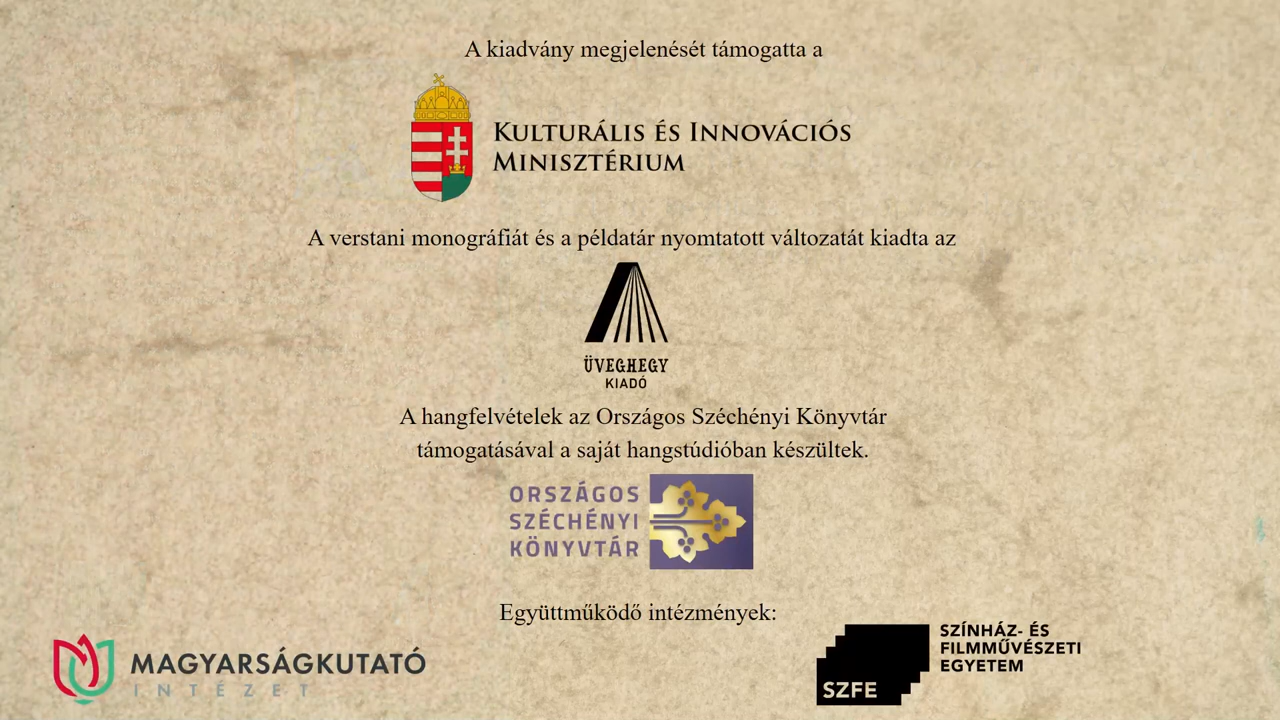 A kiadvány megjelenését támogatta a
KULTURÁLIS ÉS INNOVÁCIÓS
MINISZTÉRIUM
A verstani monográfiát és a példatár nyomtatott változatát kiadta az
ÜVEGHEGY
KIADÓ
A hangfelvételek az Országos Széchényi Könyvtár
támogatásával a saját hangstúdióban készültek.
ORSZÁGOS
SZÉCHÉNYI
KÖNYVTÁR
Együttműködő intézmények:
MAGYARSÁGKUTATÓ
INTÉZET
SZÍNHÁZ- ÉS
FILMMŰVÉSZETI
EGYETEM
SZFE